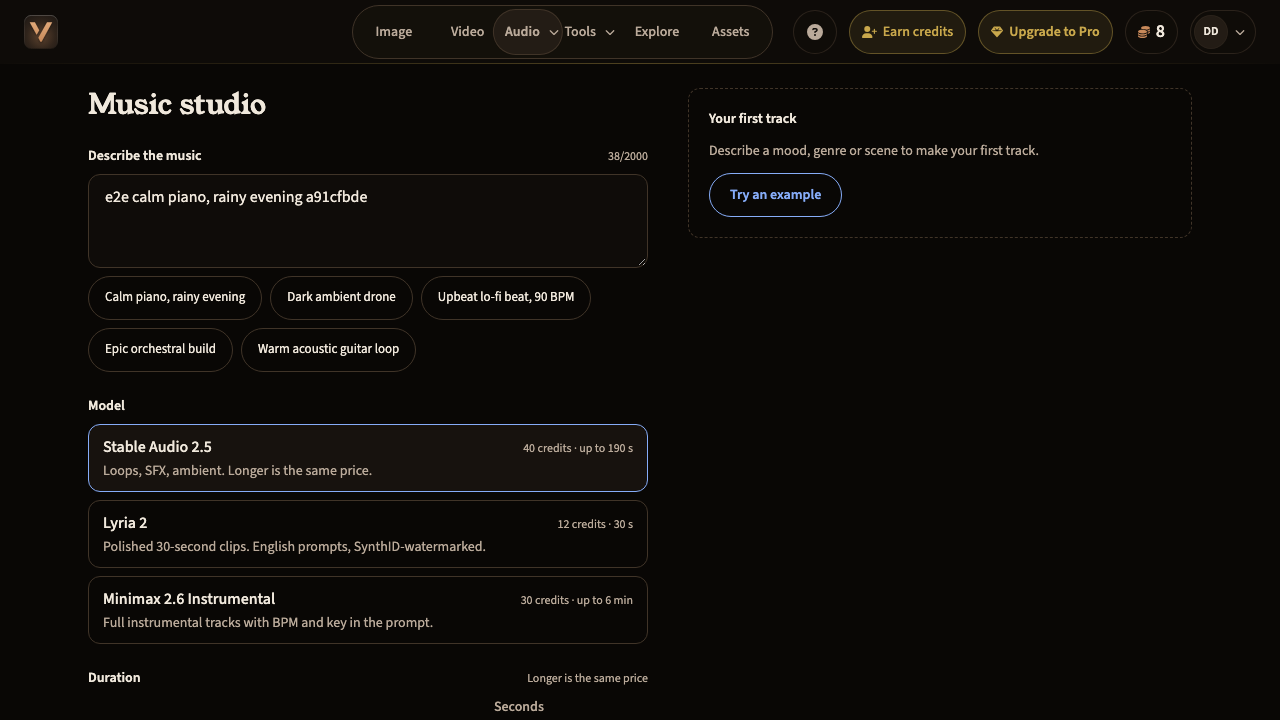 Image Video Audio Tools Explore Assets Earn credits Upgrade to Pro 8 DD
Music studio
Describe the music 38/2000
e2e calm piano, rainy evening a91cfbde
Calm piano, rainy evening Dark ambient drone Upbeat lo-fi beat, 90 BPM
Epic orchestral build Warm acoustic guitar loop
Model
Stable Audio 2.5 40 credits · up to 190 s
Loops, SFX, ambient. Longer is the same price.
Lyria 2 12 credits · 30 s
Polished 30-second clips. English prompts, SynthID-watermarked.
Minimax 2.6 Instrumental 30 credits · up to 6 min
Full instrumental tracks with BPM and key in the prompt.
Duration Longer is the same price
Seconds
Your first track
Describe a mood, genre or scene to make your first track.
Try an example